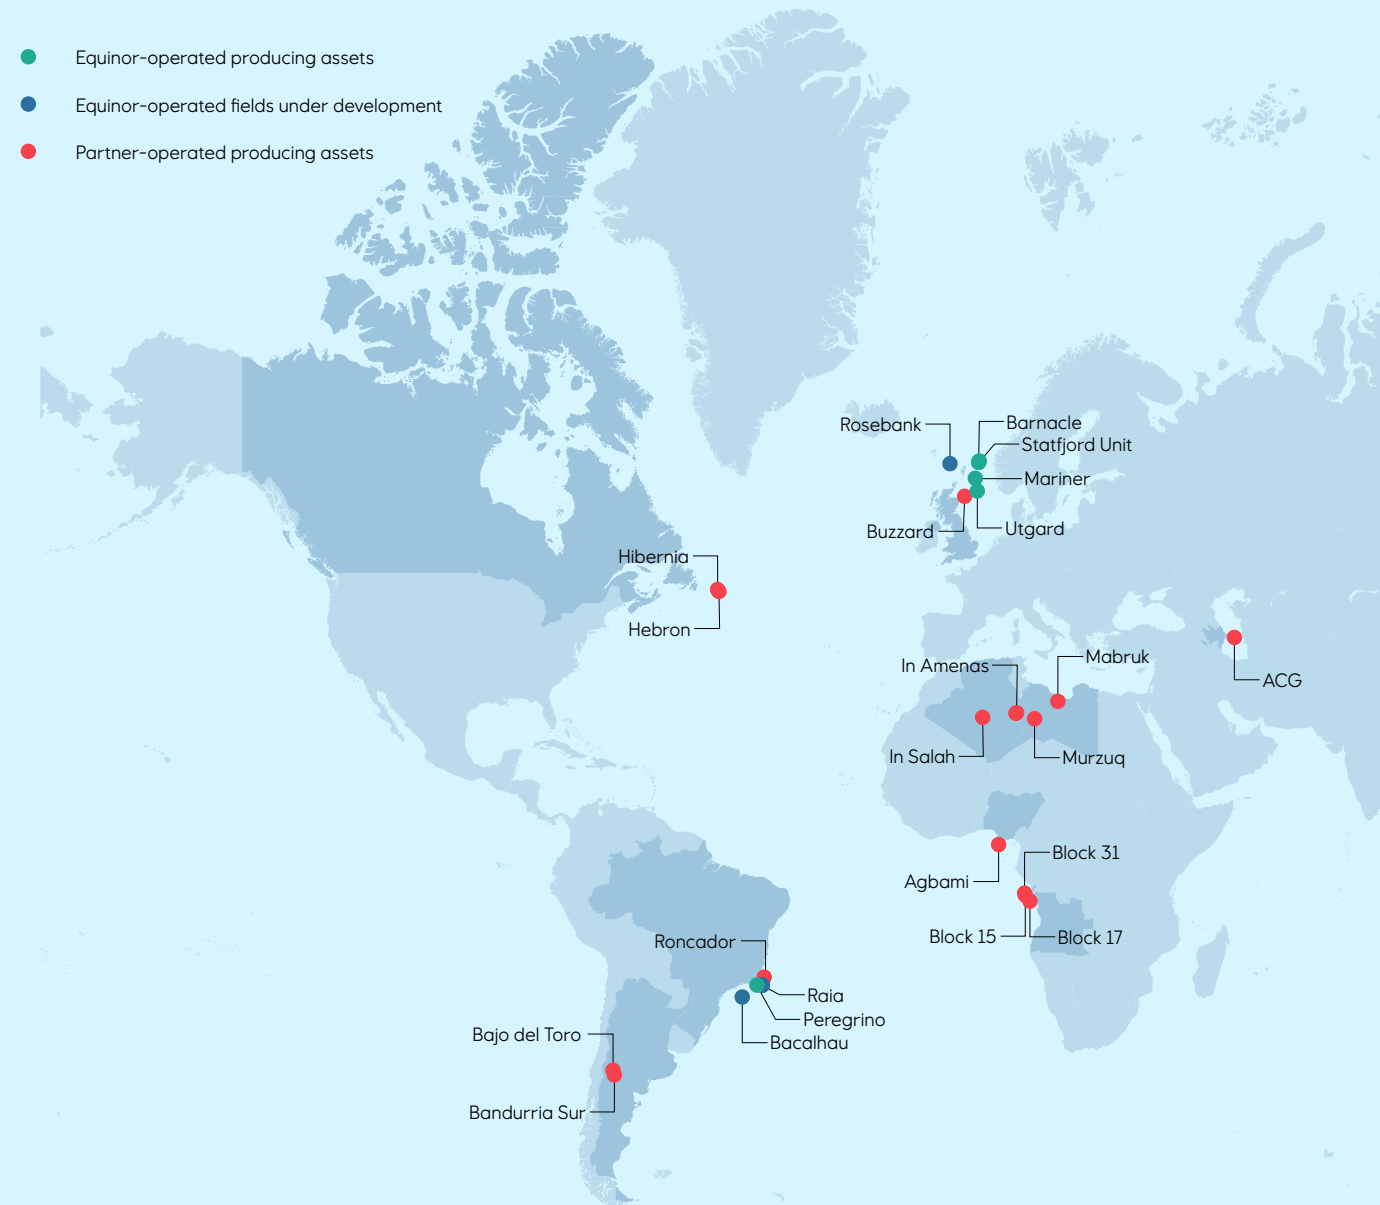 Equinor-operated producing assets
Equinor-operated fields under development
Partner-operated producing assets
Rosebank
Barnacle
Statfjord Unit
Mariner
Buzzard
Utgard
Hibernia
Hebron
In Amenas
Mabruk
ACG
In Salah
Murzuq
Block 31
Agbami
Block 15
Block 17
Roncador
Raia
Peregrino
Bacalhau
Bajo del Toro
Bandurria Sur